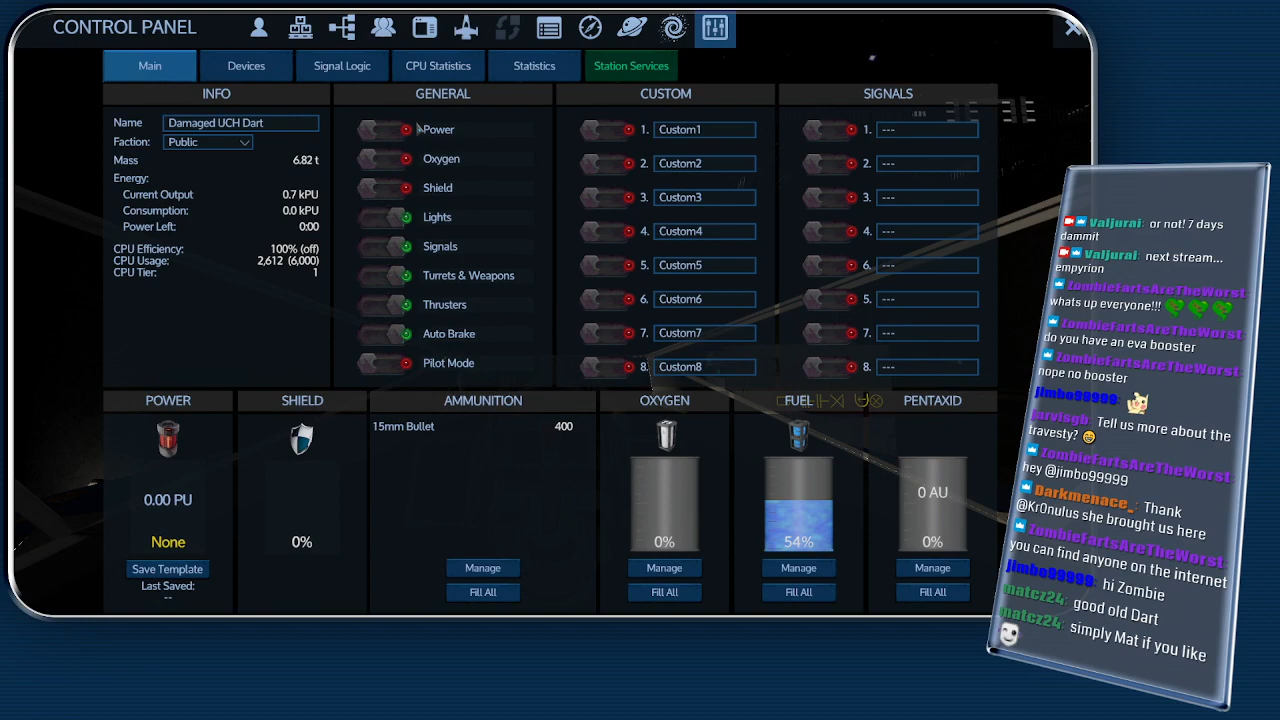 CONTROL PANEL
Main
Devices
Signal Logic
CPU Statistics
Statistics
Station Services
INFO
Name
Damaged UCH Dart
Faction:
Public
Mass
6.82 t
Energy:
Current Output
0.7 kPU
Consumption:
0.0 kPU
Power Left:
0:00
CPU Efficiency:
100% (off)
CPU Usage:
2,612 (6,000)
CPU Tier:
1
GENERAL
Power
Oxygen
Shield
Lights
Signals
Turrets & Weapons
Thrusters
Auto Brake
Pilot Mode
CUSTOM
1. Custom1
2. Custom2
3. Custom3
4. Custom4
5. Custom5
6. Custom6
7. Custom7
8. Custom8
SIGNALS
1. ---
2. ---
3. ---
4. ---
6. ---
5. ---
7. ---
8. ---
POWER
0.00 PU
None
Save Template
Last Saved:
--
SHIELD
0%
AMMUNITION
15mm Bullet
400
Manage
Fill All
OXYGEN
0%
Manage
Fill All
FUEL
54%
Manage
Fill All
PENTAXID
0 AU
0%
Manage
Fill All
Valjurai: or not! 7 days
dammit
Valjurai: next stream...
empyrion
ZombieFartsAreTheWorst:
whats up everyone!!!
ZombieFartsAreTheWorst:
do you have an eva booster
ZombieFartsAreTheWorst:
nope no booster
jimbo99999:
jarvisgb: Tell us more about the
travesty?
ZombieFartsAreTheWorst:
hey @jimbo99999
Darkmenace_: Thank
@Kr0nulus she brought us here
ZombieFartsAreTheWorst:
you can find anyone on the internet
jimbo99999: hi Zombie
matcz24: good old Dart
matcz24: simply Mat if you like